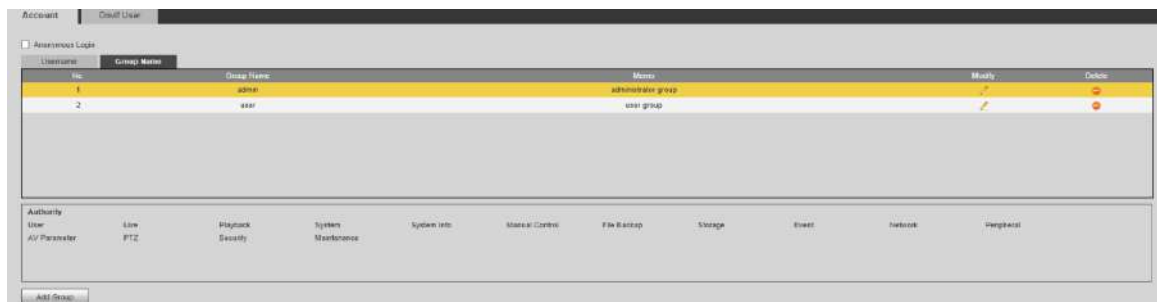 Account Onvif User
Anonymous Login
Username Group Name
No. Group Name Memo Modify Delete
1 admin administrator group
2 user user group
Authority
User Live Playback System System Info Manual Control File Backup Storage Event Network Peripheral
AV Parameter PTZ Security Maintenance
Add Group